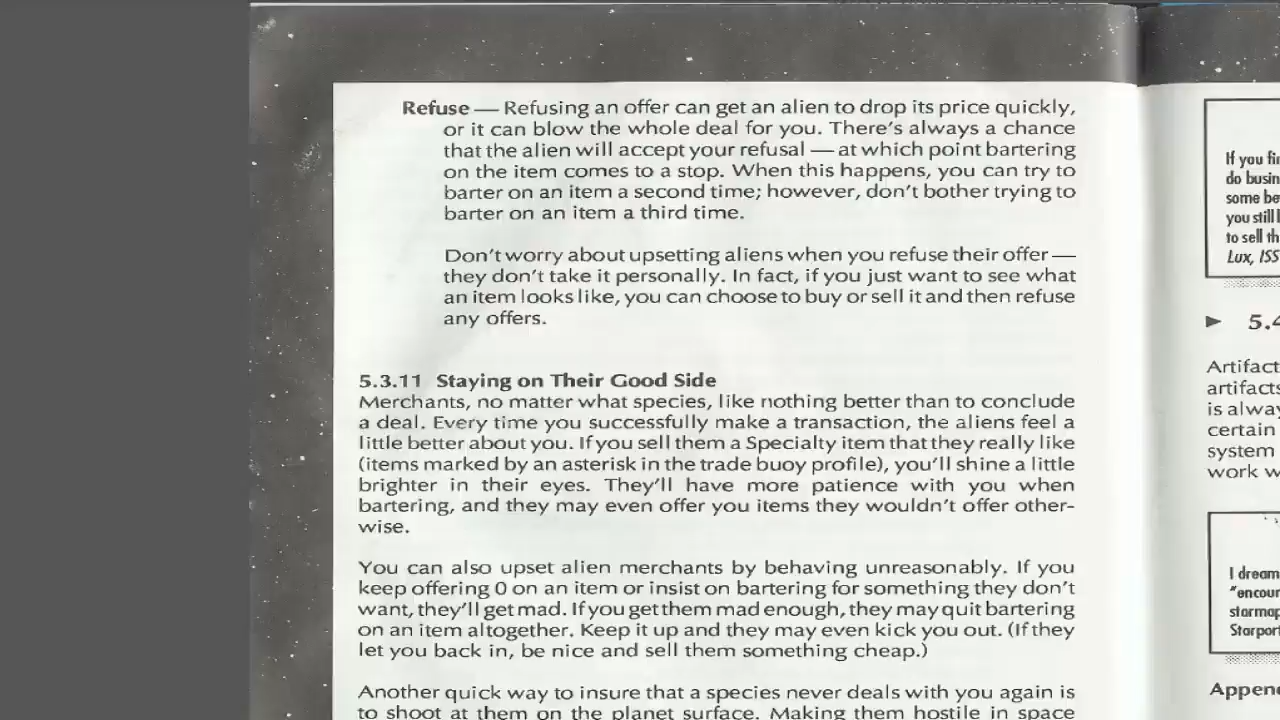 Refuse — Refusing an offer can get an alien to drop its price quickly,
or it can blow the whole deal for you. There's always a chance
that the alien will accept your refusal — at which point bartering
on the item comes to a stop. When this happens, you can try to
barter on an item a second time; however, don't bother trying to
barter on an item a third time.
Don't worry about upsetting aliens when you refuse their offer —
they don't take it personally. In fact, if you just want to see what
an item looks like, you can choose to buy or sell it and then refuse
any offers.
5.3.11 Staying on Their Good Side
Merchants, no matter what species, like nothing better than to conclude
a deal. Every time you successfully make a transaction, the aliens feel a
little better about you. If you sell them a Specialty item that they really like
(items marked by an asterisk in the trade buoy profile), you'll shine a little
brighter in their eyes. They'll have more patience with you when
bartering, and they may even offer you items they wouldn't offer other-
wise.
You can also upset alien merchants by behaving unreasonably. If you
keep offering 0 on an item or insist on bartering for something they don't
want, they'll get mad. If you get them mad enough, they may quit bartering
on an item altogether. Keep it up and they may even kick you out. (If they
let you back in, be nice and sell them something cheap.)
Another quick way to insure that a species never deals with you again is
to shoot at them on the planet surface. Making them hostile in space
If you
do
some
you still
to sell
Lux, ISS
►
is
certain
system
work
I
Starport